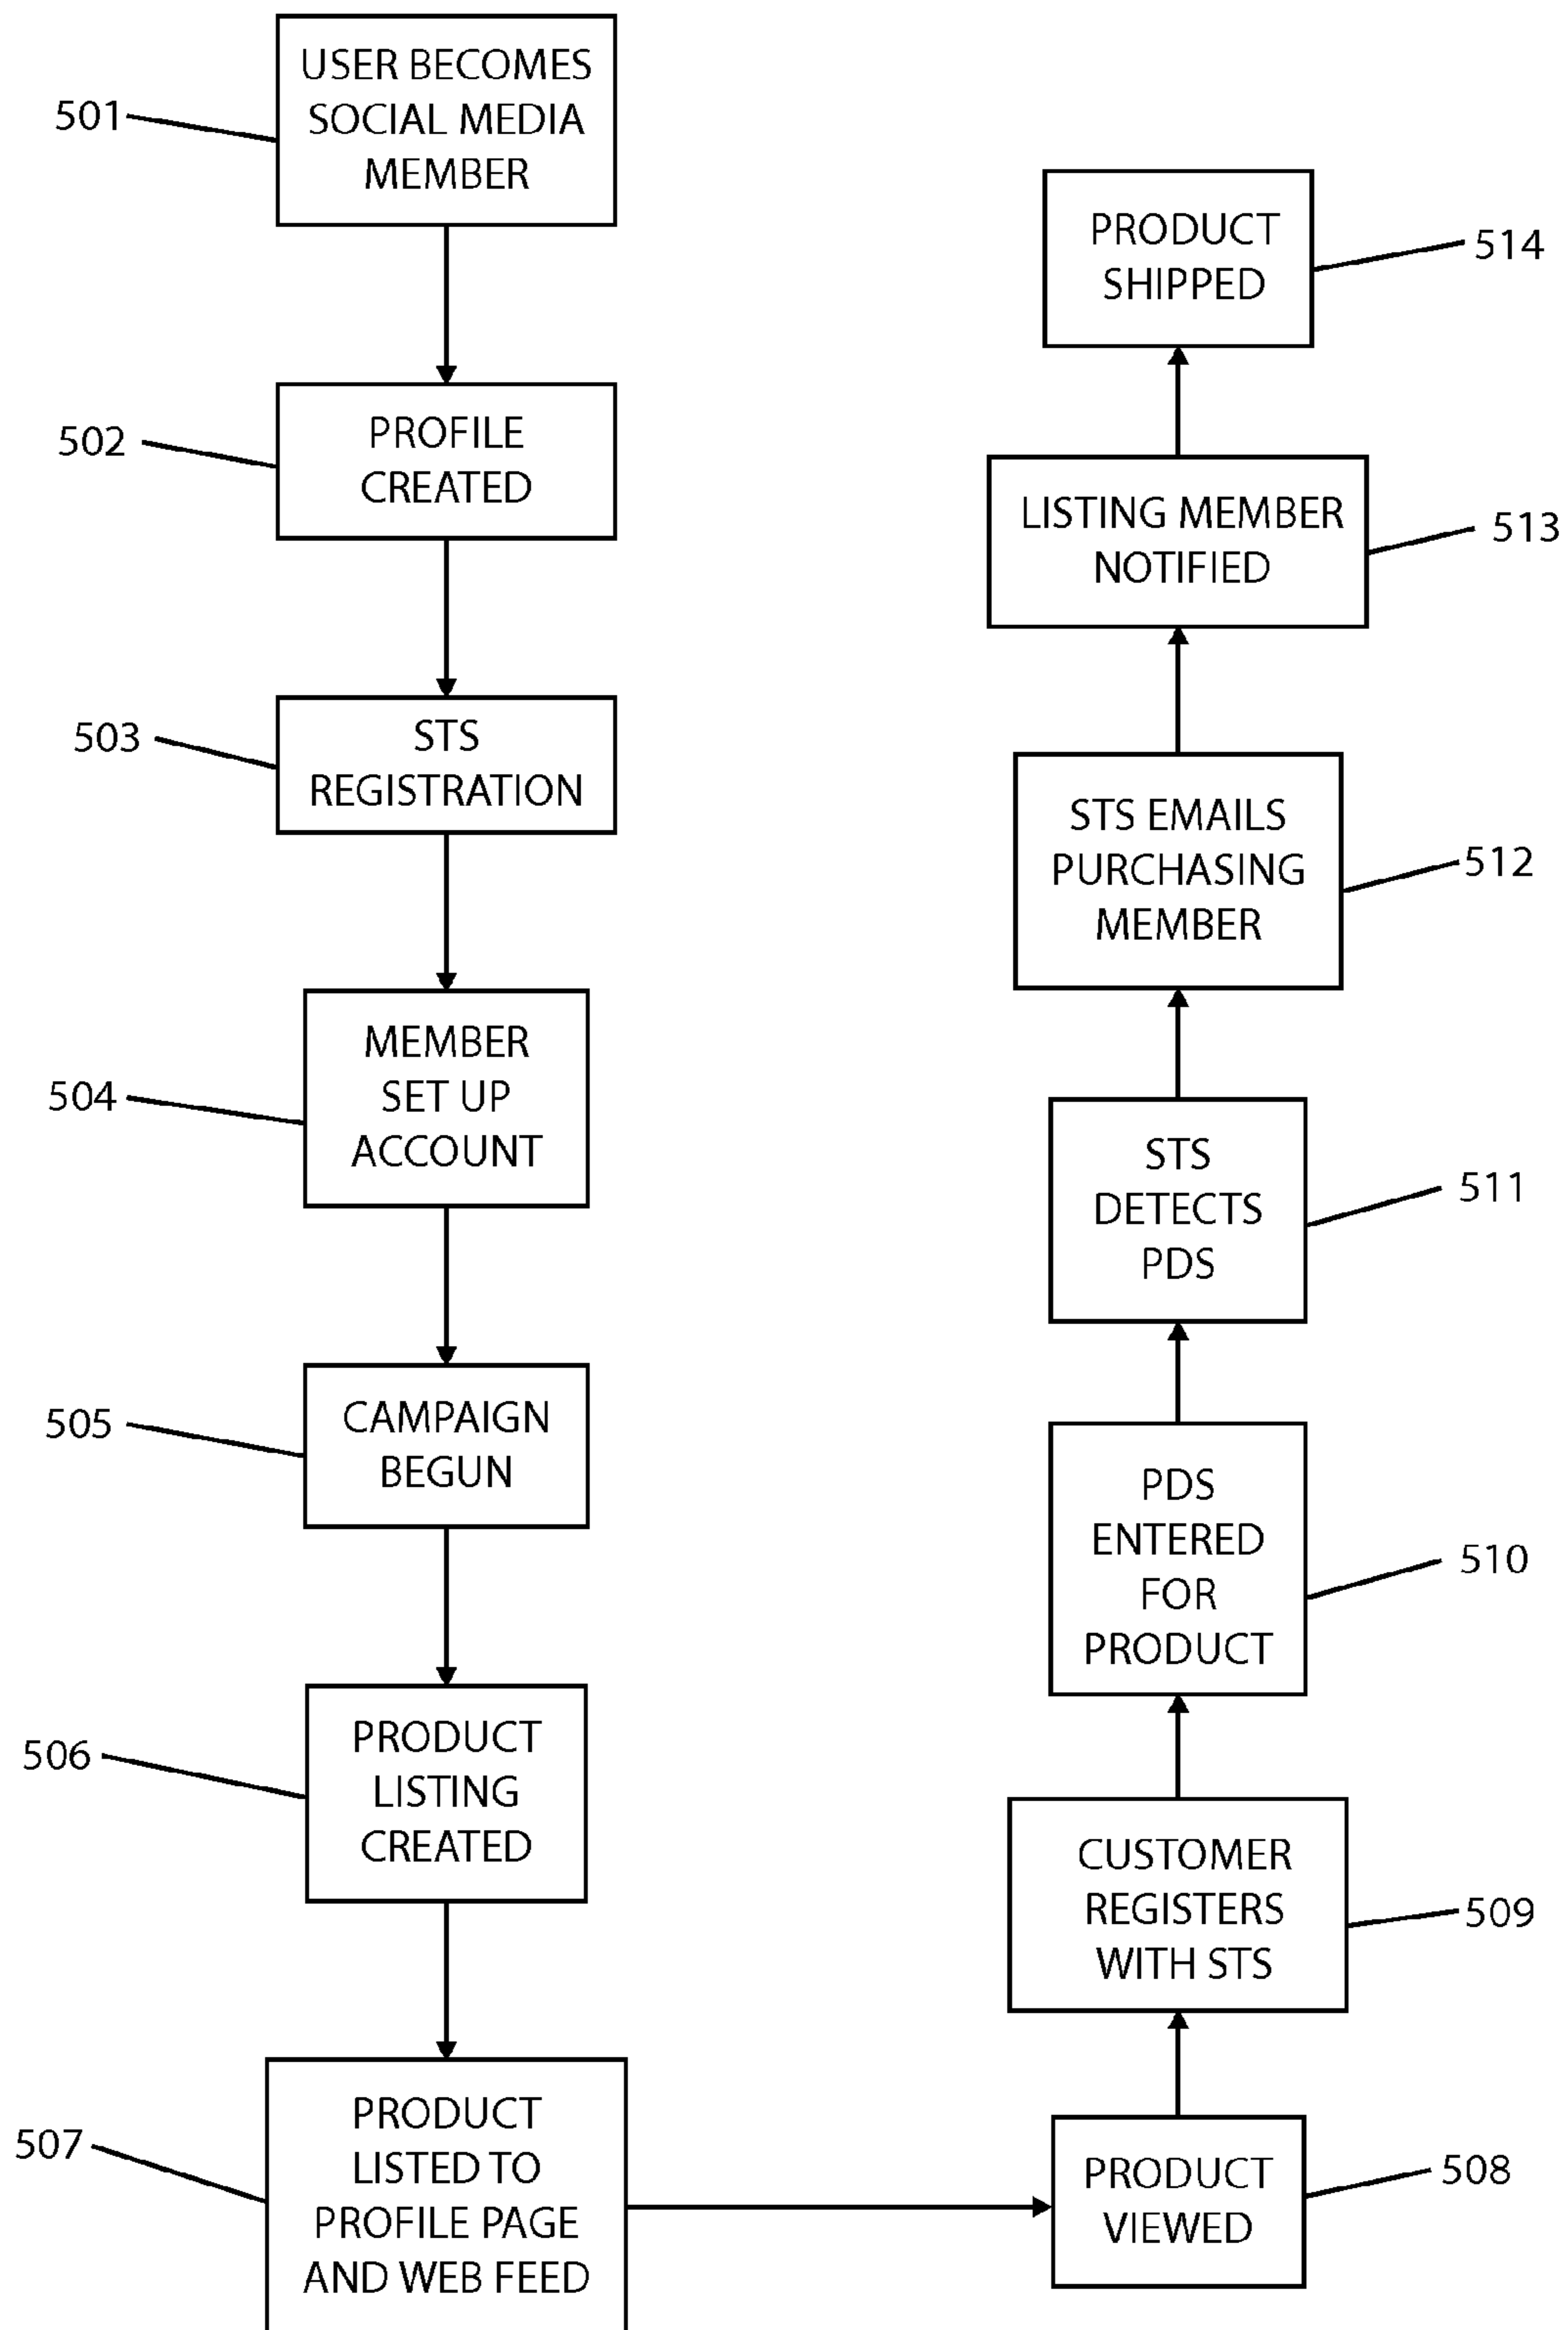 501
USER BECOMES
SOCIAL MEDIA
MEMBER
502
PROFILE
CREATED
503
STS
REGISTRATION
504
MEMBER
SET UP
ACCOUNT
505
CAMPAIGN
BEGUN
506
PRODUCT
LISTING
CREATED
507
PRODUCT
LISTED TO
PROFILE PAGE
AND WEB FEED
PRODUCT
VIEWED
508
CUSTOMER
REGISTERS
WITH STS
509
PDS
ENTERED
FOR
PRODUCT
510
STS
DETECTS
PDS
511
STS EMAILS
PURCHASING
MEMBER
512
LISTING MEMBER
NOTIFIED
513
PRODUCT
SHIPPED
514